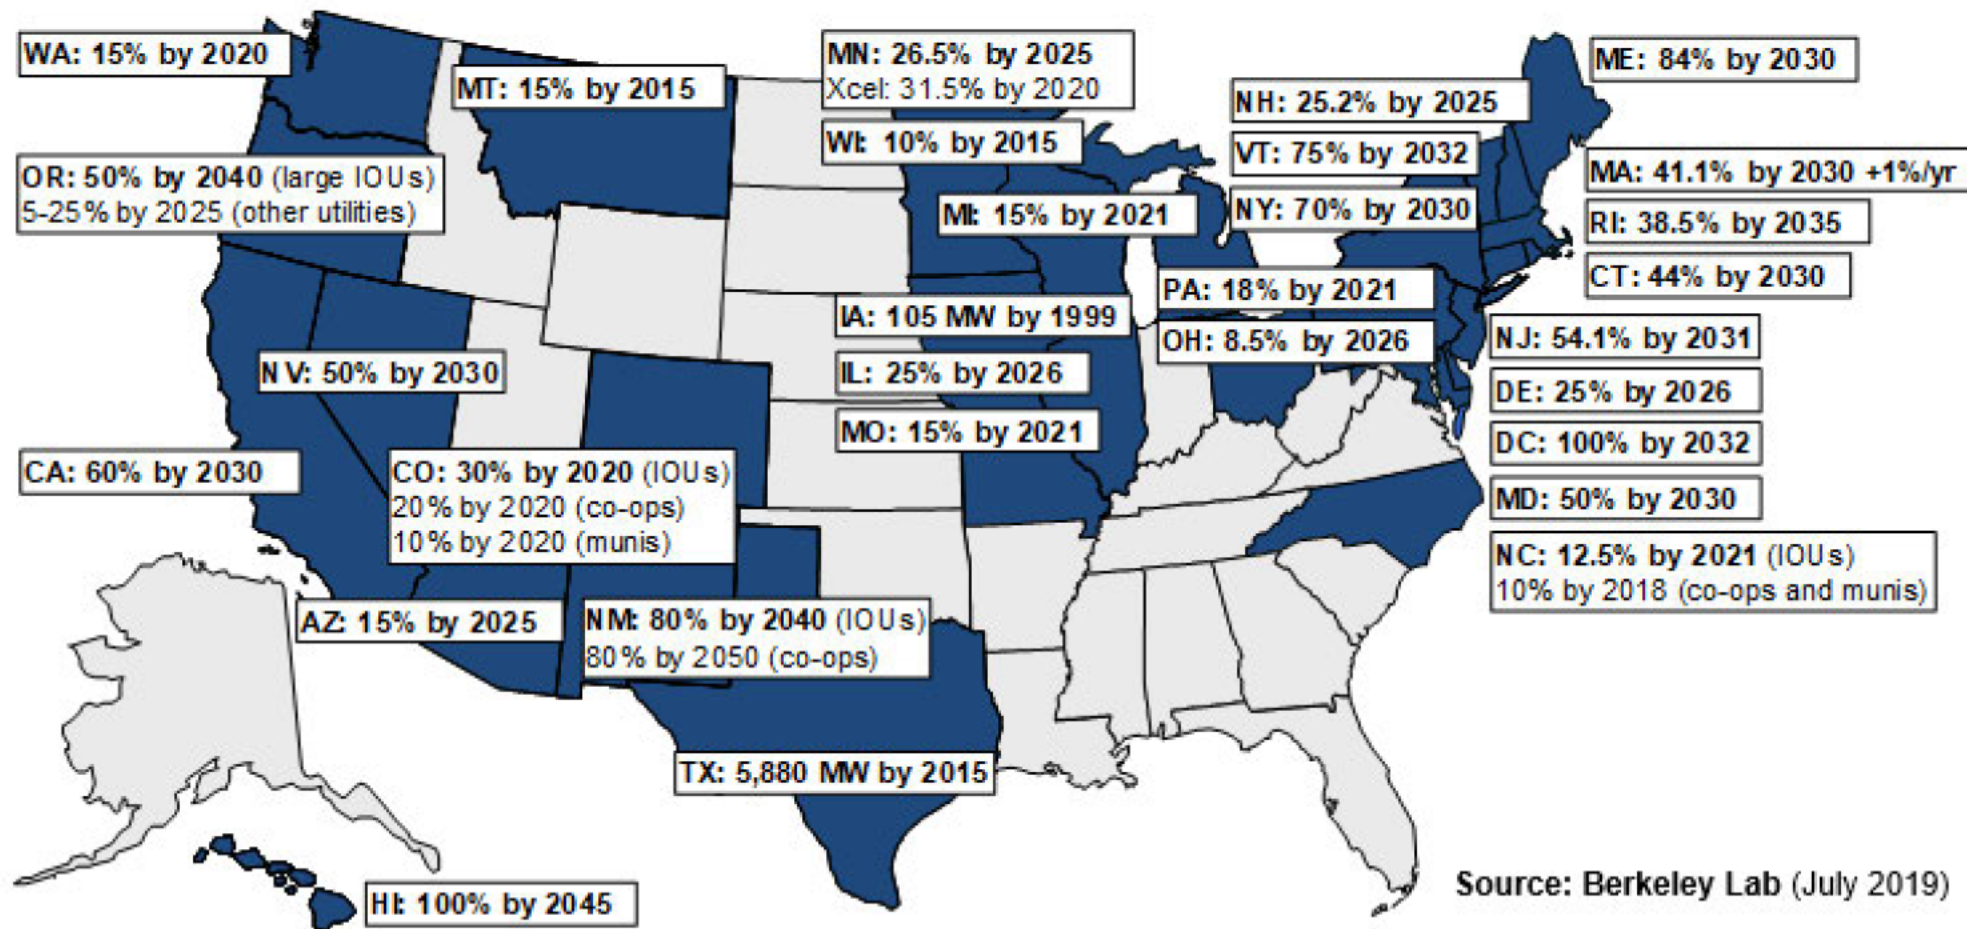 WA: 15% by 2020
MT: 15% by 2015
MN: 26.5% by 2025
Xcel: 31.5% by 2020
ME: 84% by 2030
NH: 25.2% by 2025
WI: 10% by 2015
VT: 75% by 2032
OR: 50% by 2040 (large IOUs)
5-25% by 2025 (other utilities)
MA: 41.1% by 2030 +1%/yr
MI: 15% by 2021
NY: 70% by 2030
RI: 38.5% by 2035
CT: 44% by 2030
PA: 18% by 2021
IA: 105 MW by 1999
OH: 8.5% by 2026
NJ: 54.1% by 2031
NV: 50% by 2030
IL: 25% by 2026
DE: 25% by 2026
MO: 15% by 2021
DC: 100% by 2032
CA: 60% by 2030
CO: 30% by 2020 (IOUs)
20% by 2020 (co-ops)
10% by 2020 (munis)
MD: 50% by 2030
NC: 12.5% by 2021 (IOUs)
10% by 2018 (co-ops and munis)
AZ: 15% by 2025
NM: 80% by 2040 (IOUs)
80% by 2050 (co-ops)
TX: 5,880 MW by 2015
HI: 100% by 2045
Source: Berkeley Lab (July 2019)